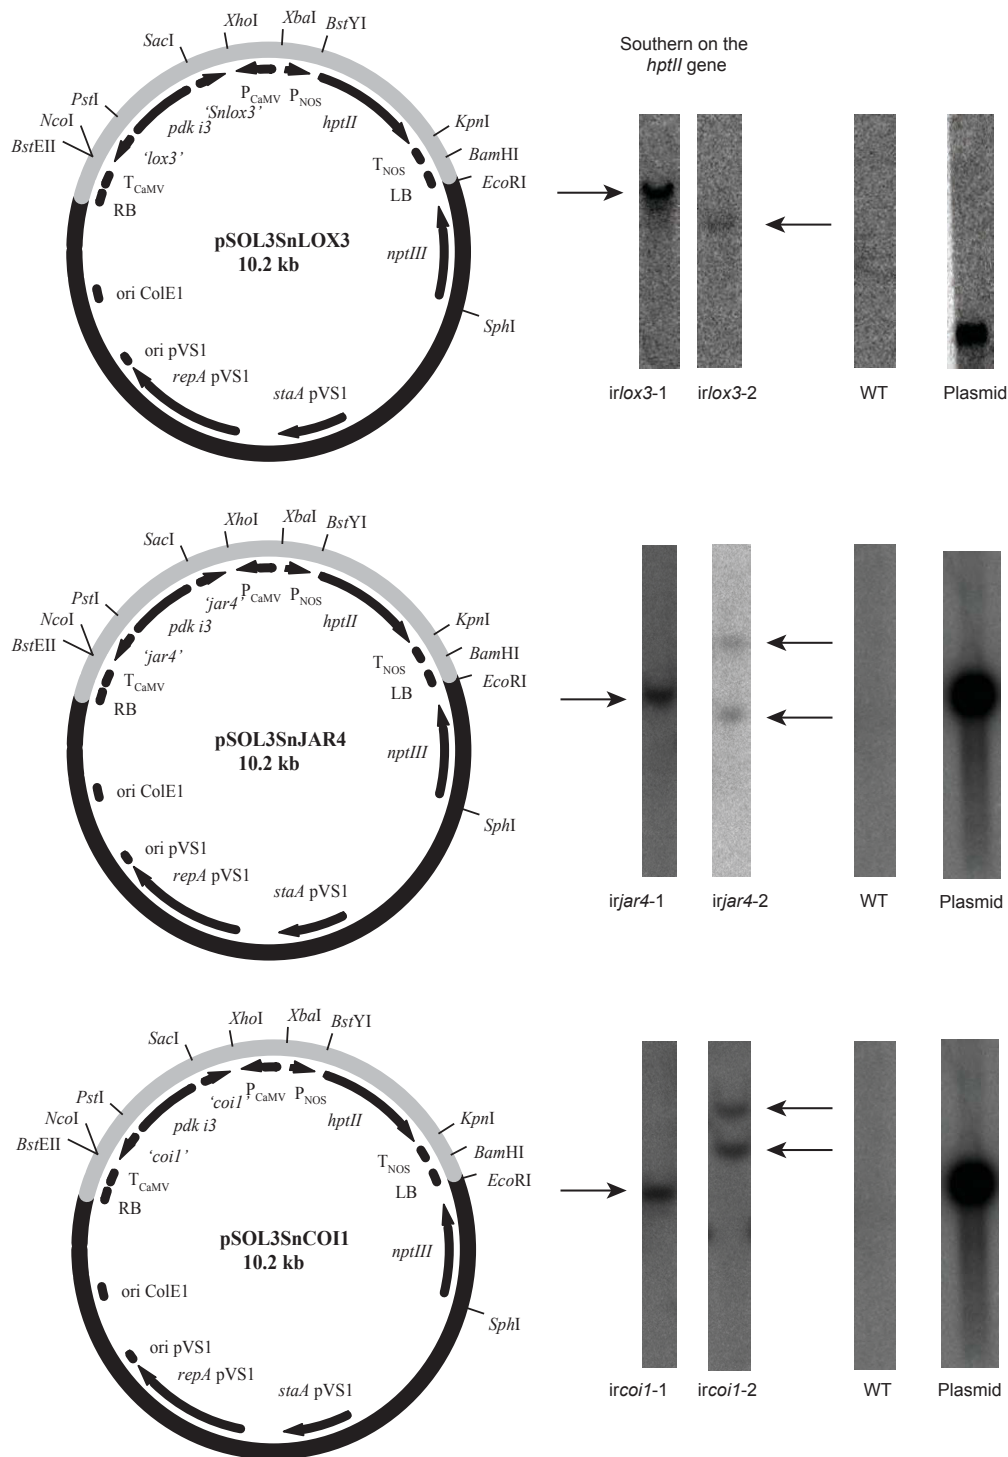 XhoI
XbaI
BstYI
SacI
PstI
NcoI
BstEII
KpnI
BamHI
EcoRI
SphI
PCaMV
PNOS
'Snlox3'
pdk i3
hptII
'lox3'
TCaMV
RB
TNOS
LB
pSOL3SnLOX3
10.2 kb
nptIII
ori ColE1
ori pVS1
repA pVS1
staA pVS1
Southern on the
hptII gene
irlox3-1
irlox3-2
WT
Plasmid
XhoI
XbaI
BstYI
SacI
PstI
NcoI
BstEII
KpnI
BamHI
EcoRI
SphI
PCaMV
PNOS
'jar4'
pdk i3
hptII
'jar4'
TCaMV
RB
TNOS
LB
pSOL3SnJAR4
10.2 kb
nptIII
ori ColE1
ori pVS1
repA pVS1
staA pVS1
irjar4-1
irjar4-2
WT
Plasmid
XhoI
XbaI
BstYI
SacI
PstI
NcoI
BstEII
KpnI
BamHI
EcoRI
SphI
PCaMV
PNOS
'coi1'
pdk i3
hptII
'coi1'
TCaMV
RB
TNOS
LB
pSOL3SnCOI1
10.2 kb
nptIII
ori ColE1
ori pVS1
repA pVS1
staA pVS1
ircoi1-1
ircoi1-2
WT
Plasmid